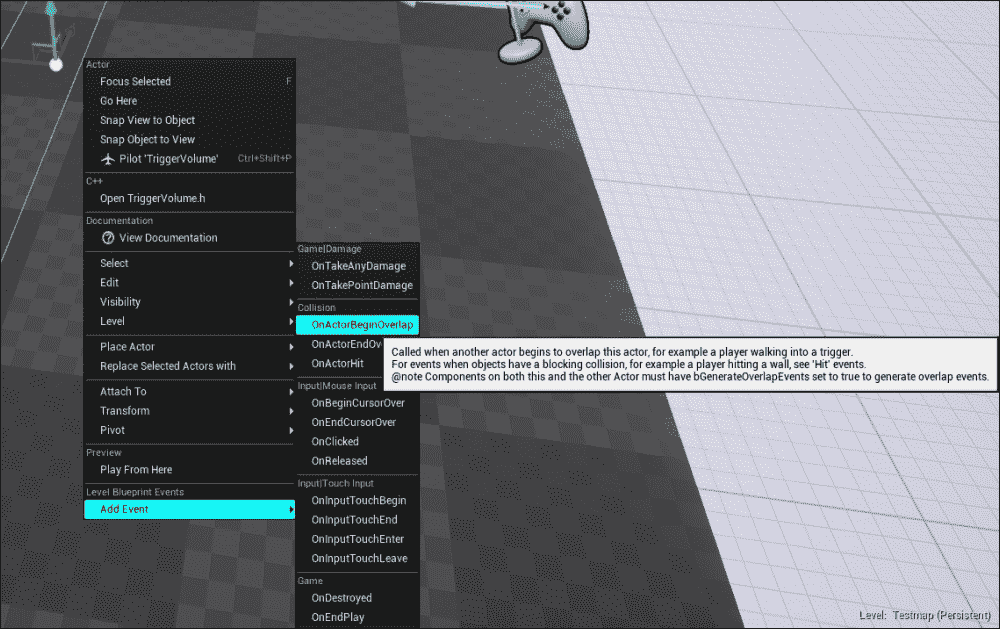 Actor
Focus Selected F
Go Here
Snap View to Object
Snap Object to View
Pilot 'TriggerVolume' Ctrl+Shift+P
C++
Open TriggerVolume.h
Documentation
View Documentation
Select
Edit
Visibility
Level
Place Actor
Replace Selected Actors with
Attach To
Transform
Pivot
Preview
Play From Here
Level Blueprint Events
Add Event
Game|Damage
OnTakeAnyDamage
OnTakePointDamage
Collision
OnActorBeginOverlap
OnActorEndOv
OnActorHit
Input|Mouse Input
OnBeginCursorOver
OnEndCursorOver
OnClicked
OnReleased
Input|Touch Input
OnInputTouchBegin
OnInputTouchEnd
OnInputTouchEnter
OnInputTouchLeave
Game
OnDestroyed
OnEndPlay
Called when another actor begins to overlap this actor, for example a player walking into a trigger.
For events when objects have a blocking collision, for example a player hitting a wall, see 'Hit' events.
@note Components on both this and the other Actor must have bGenerateOverlapEvents set to true to generate overlap events.
Level: Testmap (Persistent)